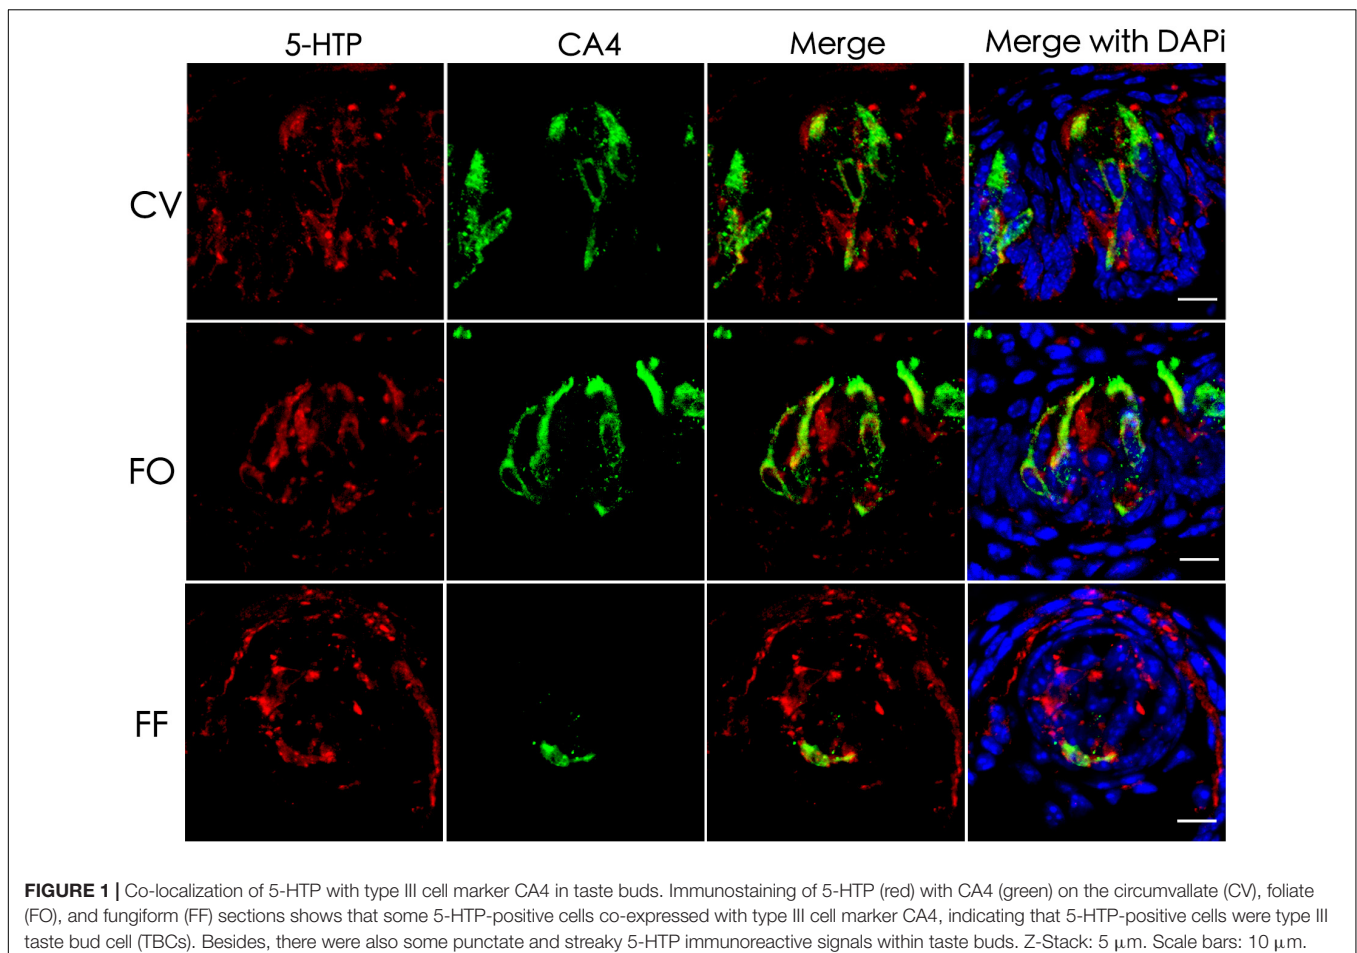 5-HTP CA4 Merge Merge with DAPi
CV
FO
FF
FIGURE 1 | Co-localization of 5-HTP with type III cell marker CA4 in taste buds. Immunostaining of 5-HTP (red) with CA4 (green) on the circumvallate (CV), foliate
(FO), and fungiform (FF) sections shows that some 5-HTP-positive cells co-expressed with type III cell marker CA4, indicating that 5-HTP-positive cells were type III
taste bud cell (TBCs). Besides, there were also some punctate and streaky 5-HTP immunoreactive signals within taste buds. Z-Stack: 5 μm. Scale bars: 10 μm.